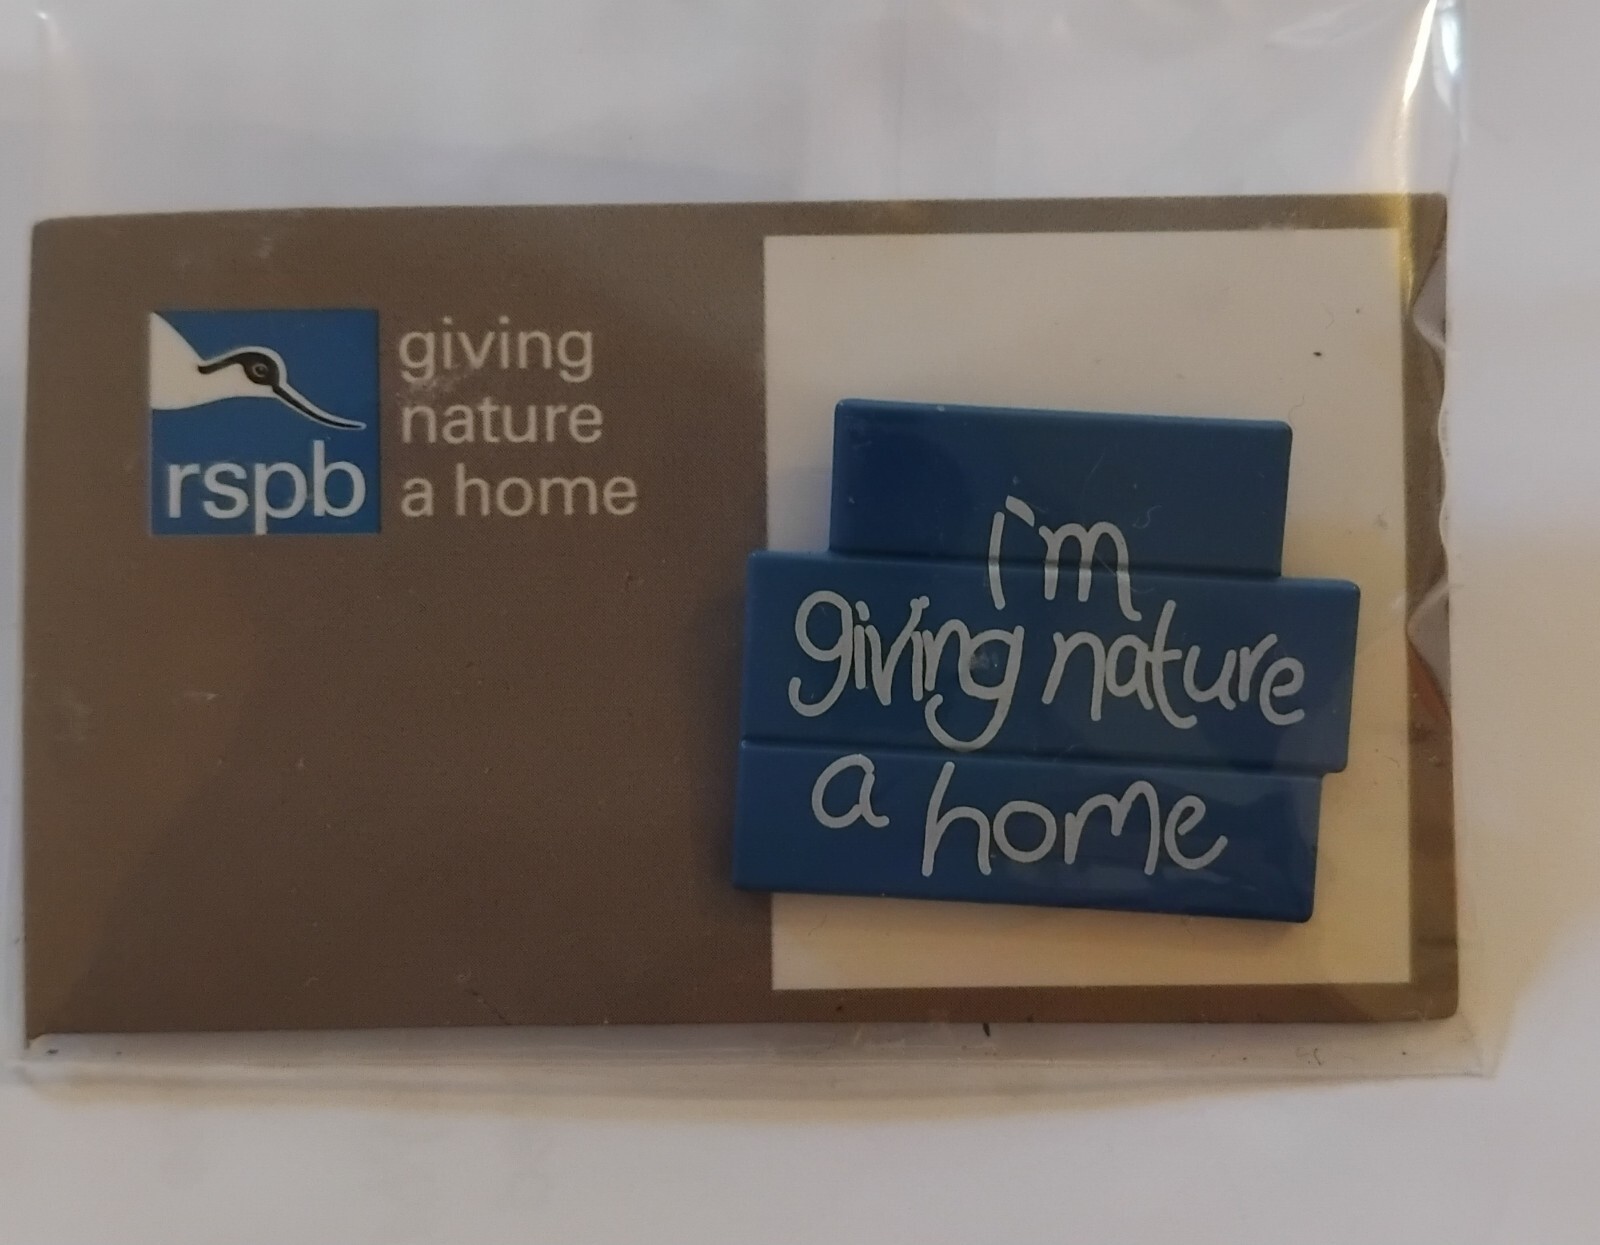 giving
nature
a home
rspb
i'm
giving nature
a home